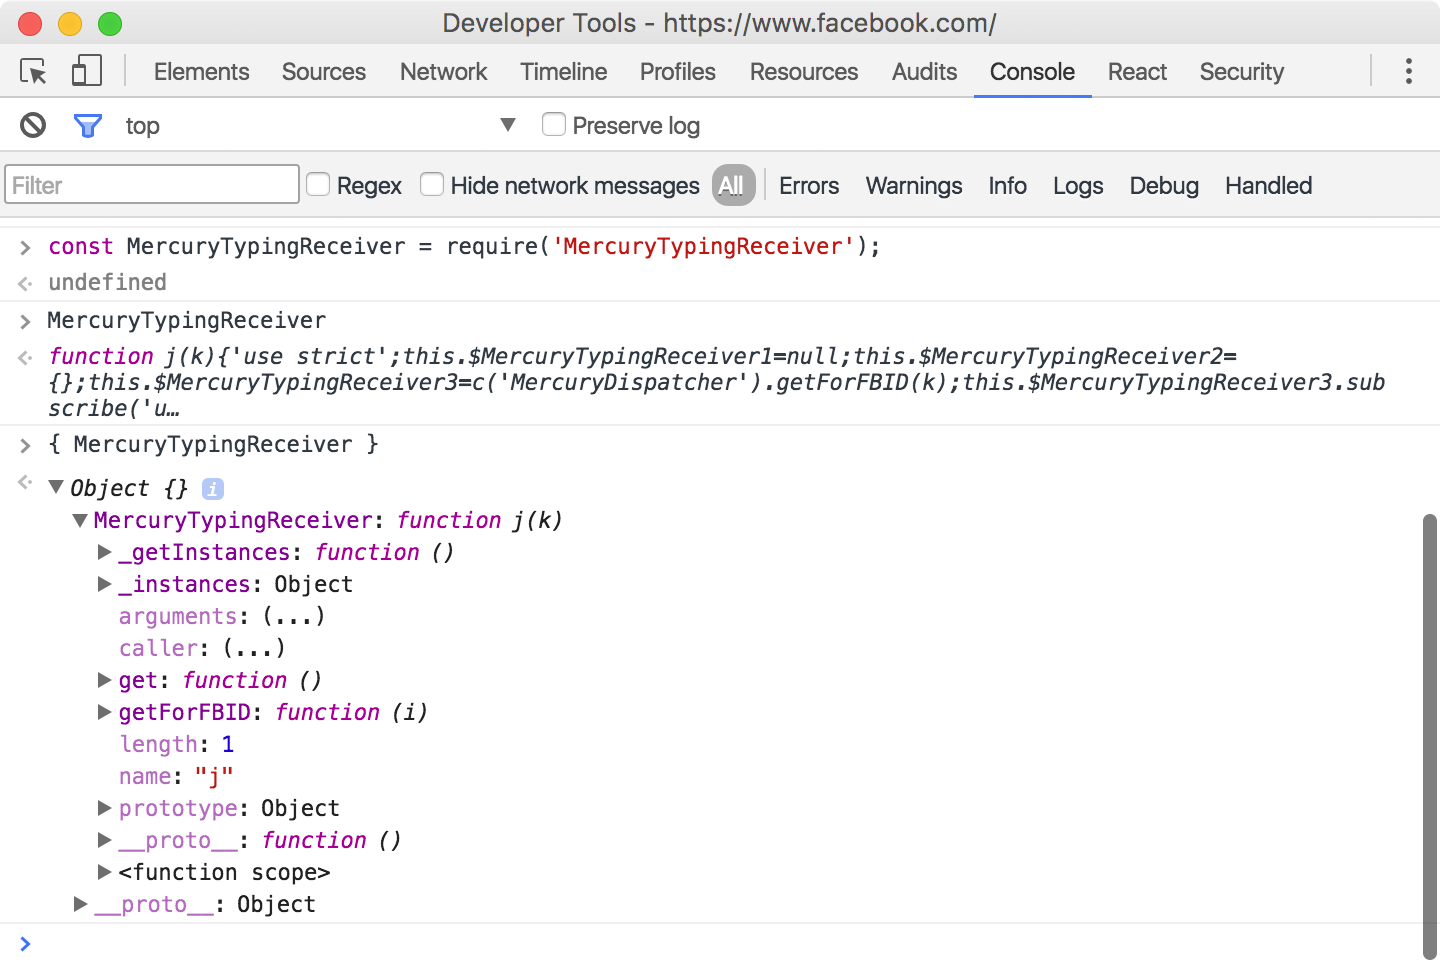 Developer Tools - https://www.facebook.com/
Elements Sources Network Timeline Profiles Resources Audits Console React Security
top Preserve log
Filter Regex Hide network messages All Errors Warnings Info Logs Debug Handled
const MercuryTypingReceiver = require('MercuryTypingReceiver');
undefined
MercuryTypingReceiver
function j(k){'use strict';this.$MercuryTypingReceiver1=null;this.$MercuryTypingReceiver2=
{};this.$MercuryTypingReceiver3=c('MercuryDispatcher').getForFBID(k);this.$MercuryTypingReceiver3.sub
scribe('u…
{ MercuryTypingReceiver }
Object {} i
MercuryTypingReceiver: function j(k)
_getInstances: function ()
_instances: Object
arguments: (...)
caller: (...)
get: function ()
getForFBID: function (i)
length: 1
name: "j"
prototype: Object
__proto__: function ()
<function scope>
__proto__: Object